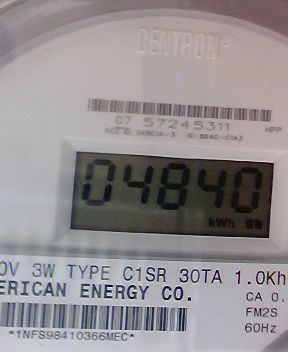 CENTRON®
07 57245311
HPP
04840
kWh
0V 3W TYPE C1SR 30TA 1.0Kh
ERICAN ENERGY CO.
CA 0.
FM2S
*1NFS98410366MEC*
60Hz